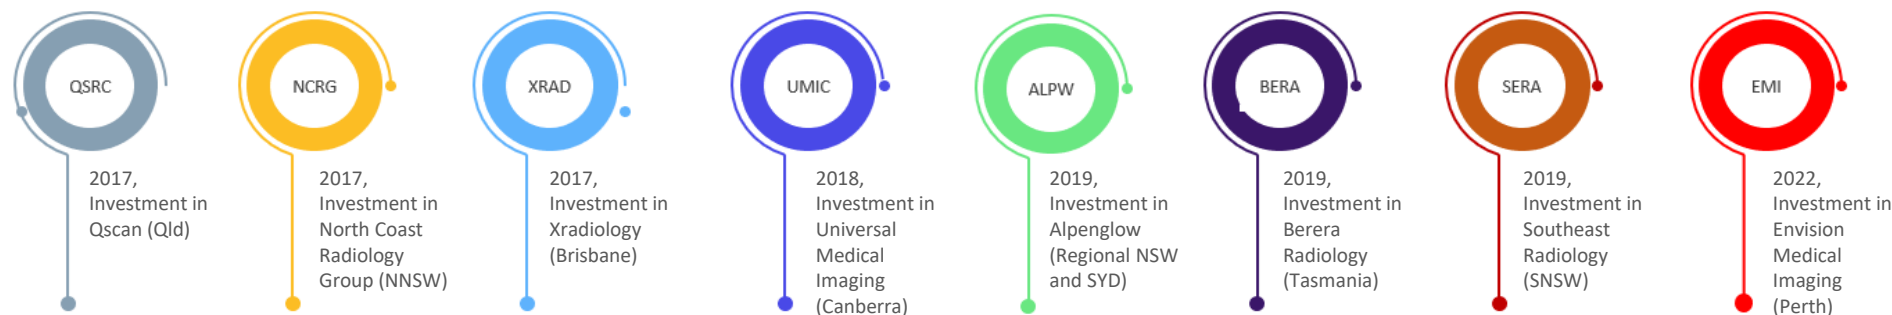 QSRC
2017,
Investment in
Qscan (Qld)
NCRG
2017,
Investment in
North Coast
Radiology
Group (NNSW)
XRAD
2017,
Investment in
Xradiology
(Brisbane)
UMIC
2018,
Investment in
Universal
Medical
Imaging
(Canberra)
ALPW
2019,
Investment in
Alpenglow
(Regional NSW
and SYD)
BERA
2019,
Investment in
Berera
Radiology
(Tasmania)
SERA
2019,
Investment in
Southeast
Radiology
(SNSW)
EMI
2022,
Investment in
Envision
Medical
Imaging
(Perth)